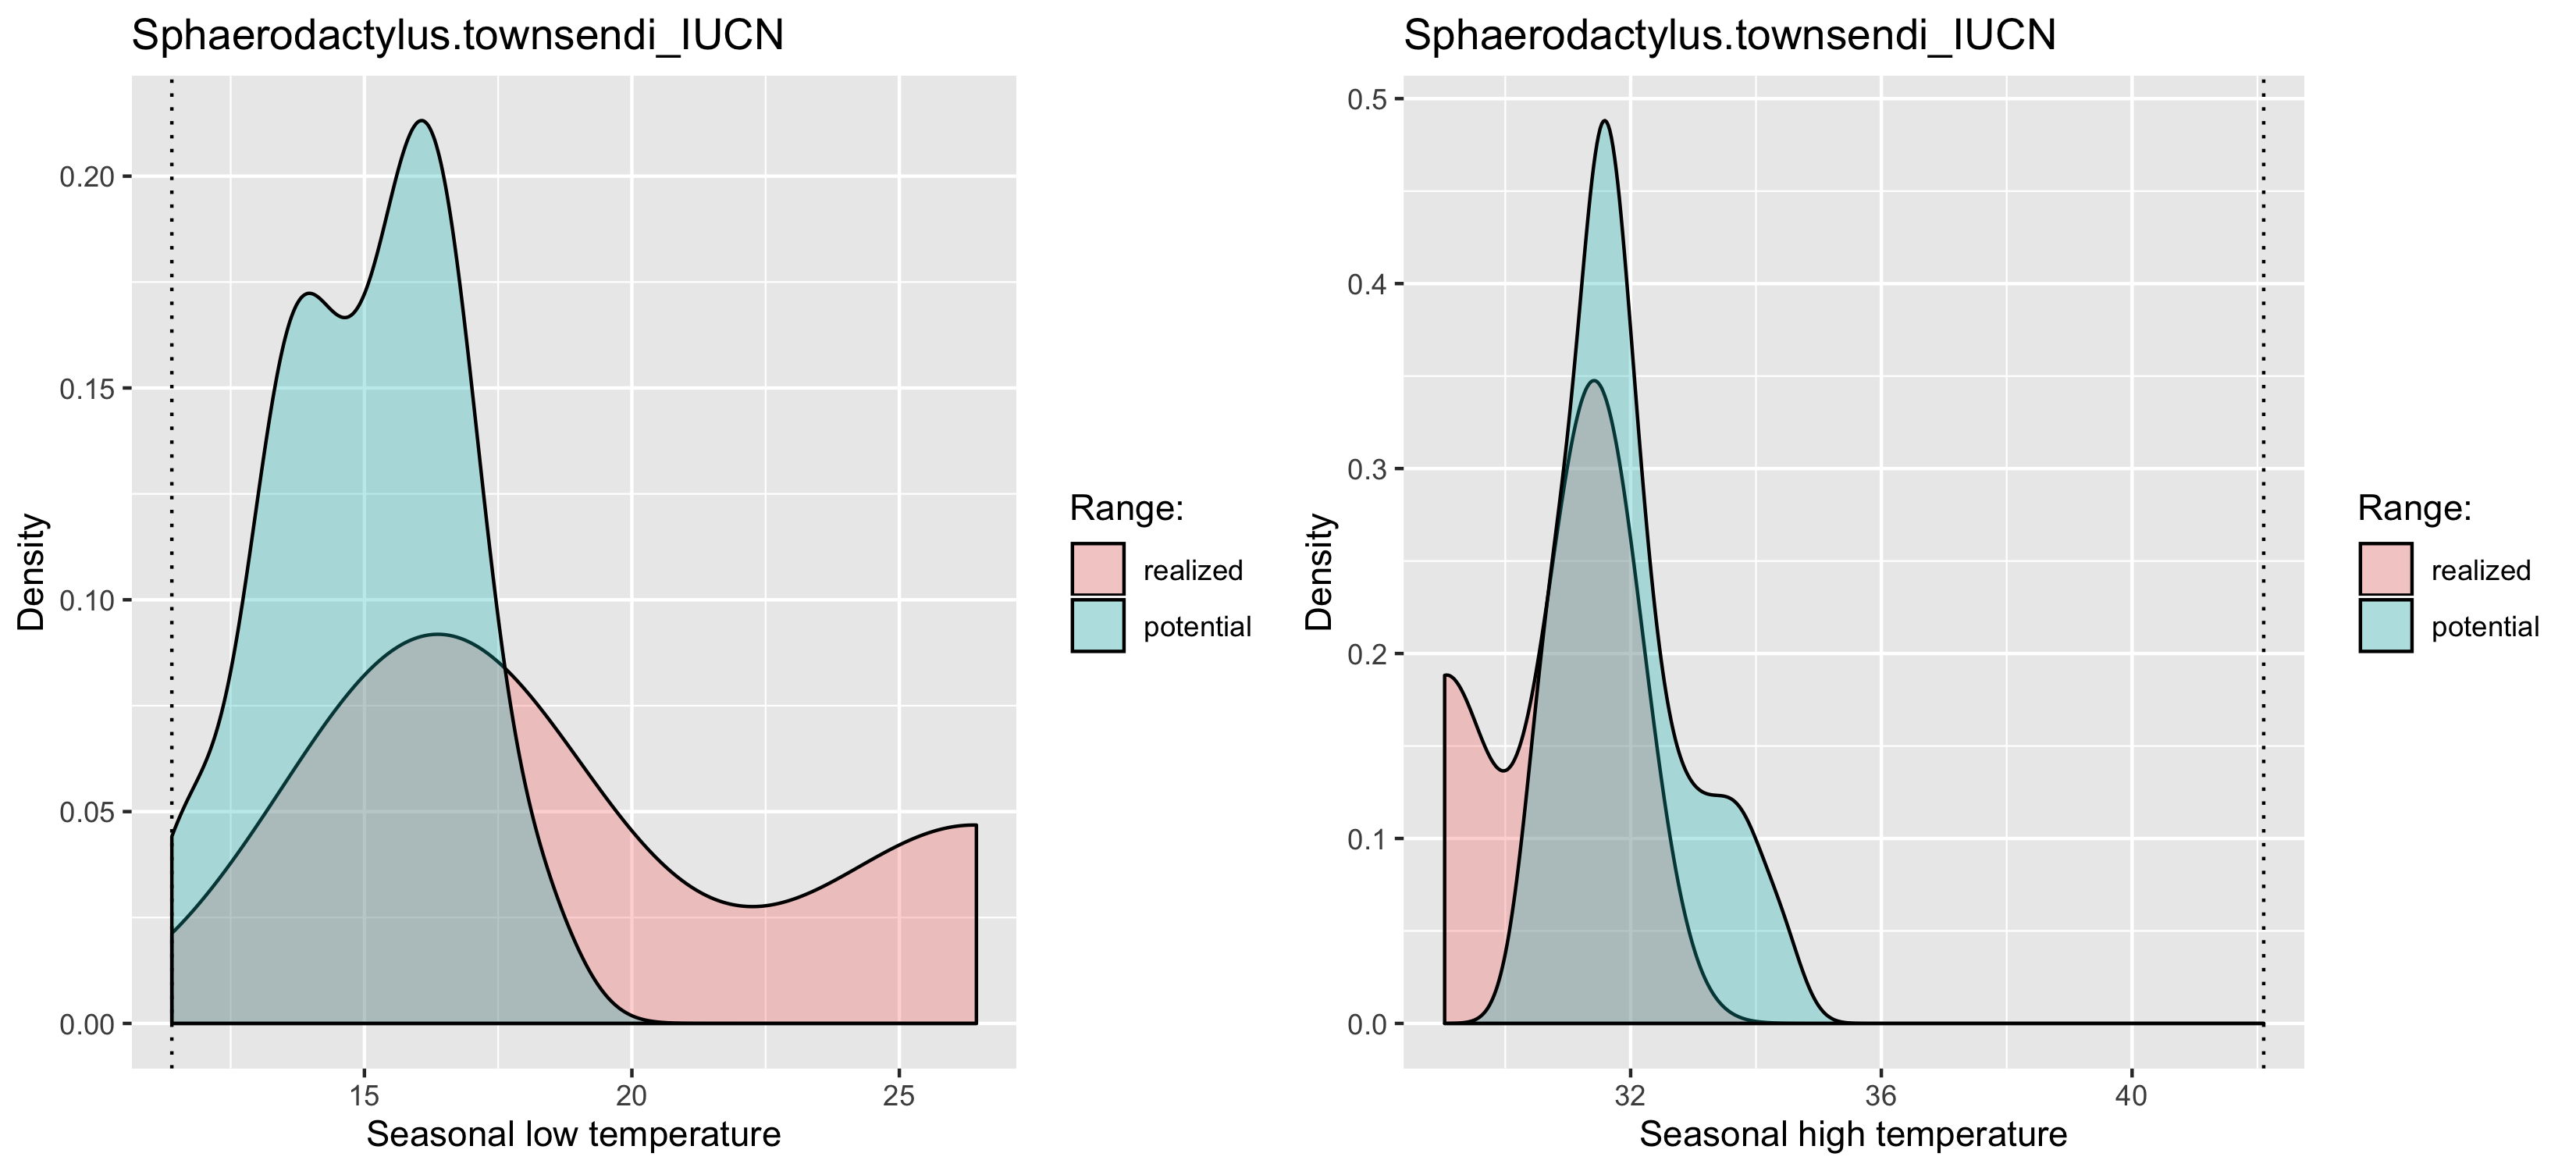 Sphaerodactylus.townsendi_IUCN
0.20
0.15
0.10
0.05
0.00
Density
15
20
25
Seasonal low temperature
Range:
realized
potential
Sphaerodactylus.townsendi_IUCN
0.5
0.4
0.3
0.2
0.1
0.0
Density
32
36
40
Seasonal high temperature
Range:
realized
potential